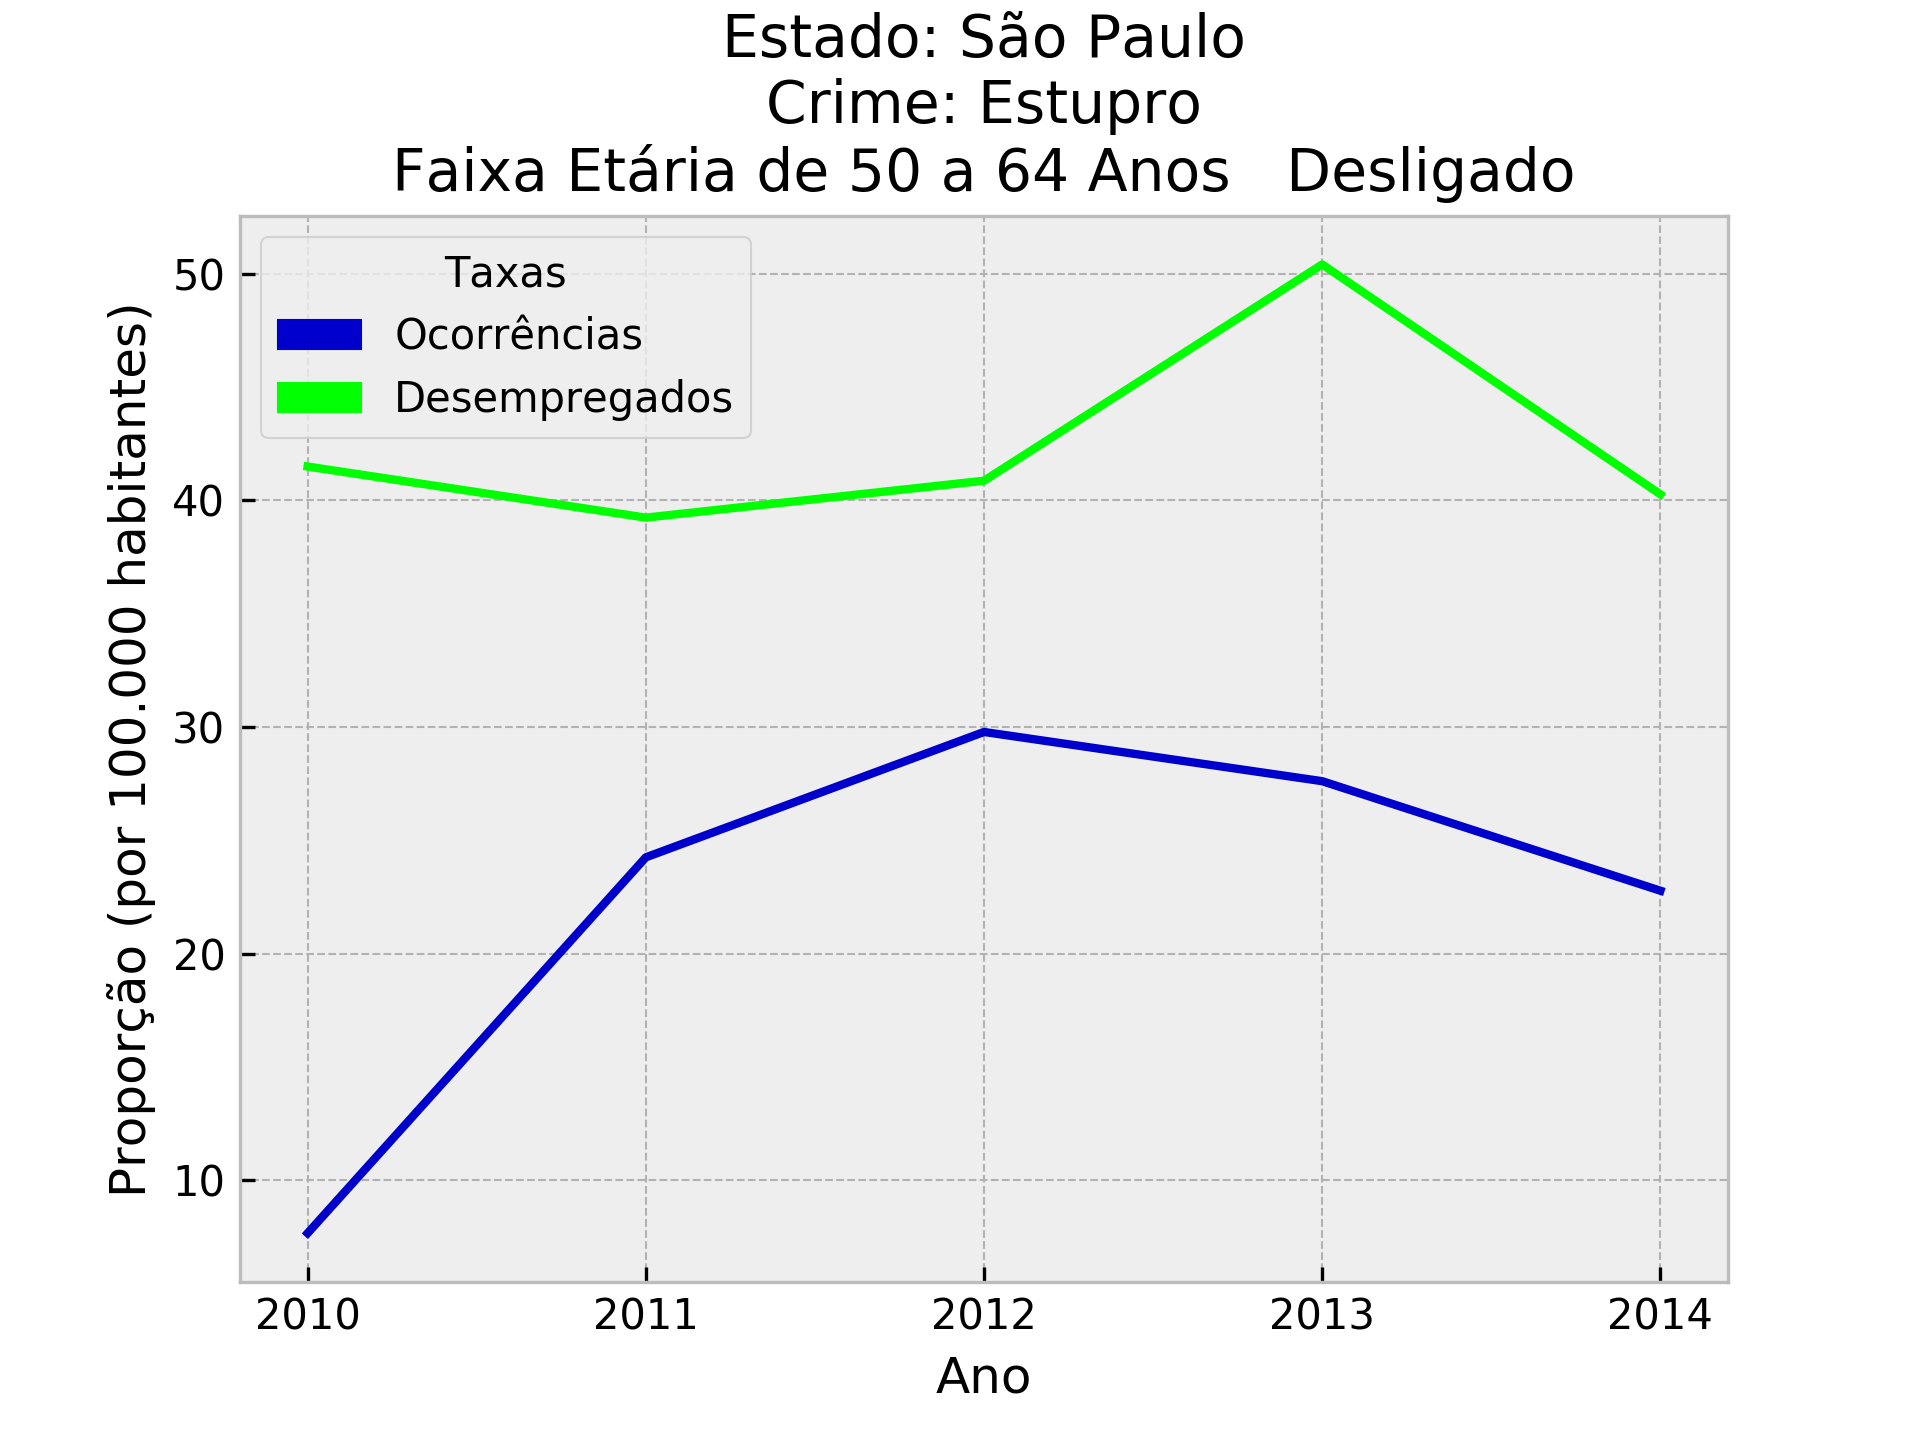 Estado: São Paulo
Crime: Estupro
Faixa Etária de 50 a 64 Anos   Desligado
Taxas
Ocorrências
Desempregados
Proporção (por 100.000 habitantes)
50
40
30
20
10
2010 2011 2012 2013 2014
Ano